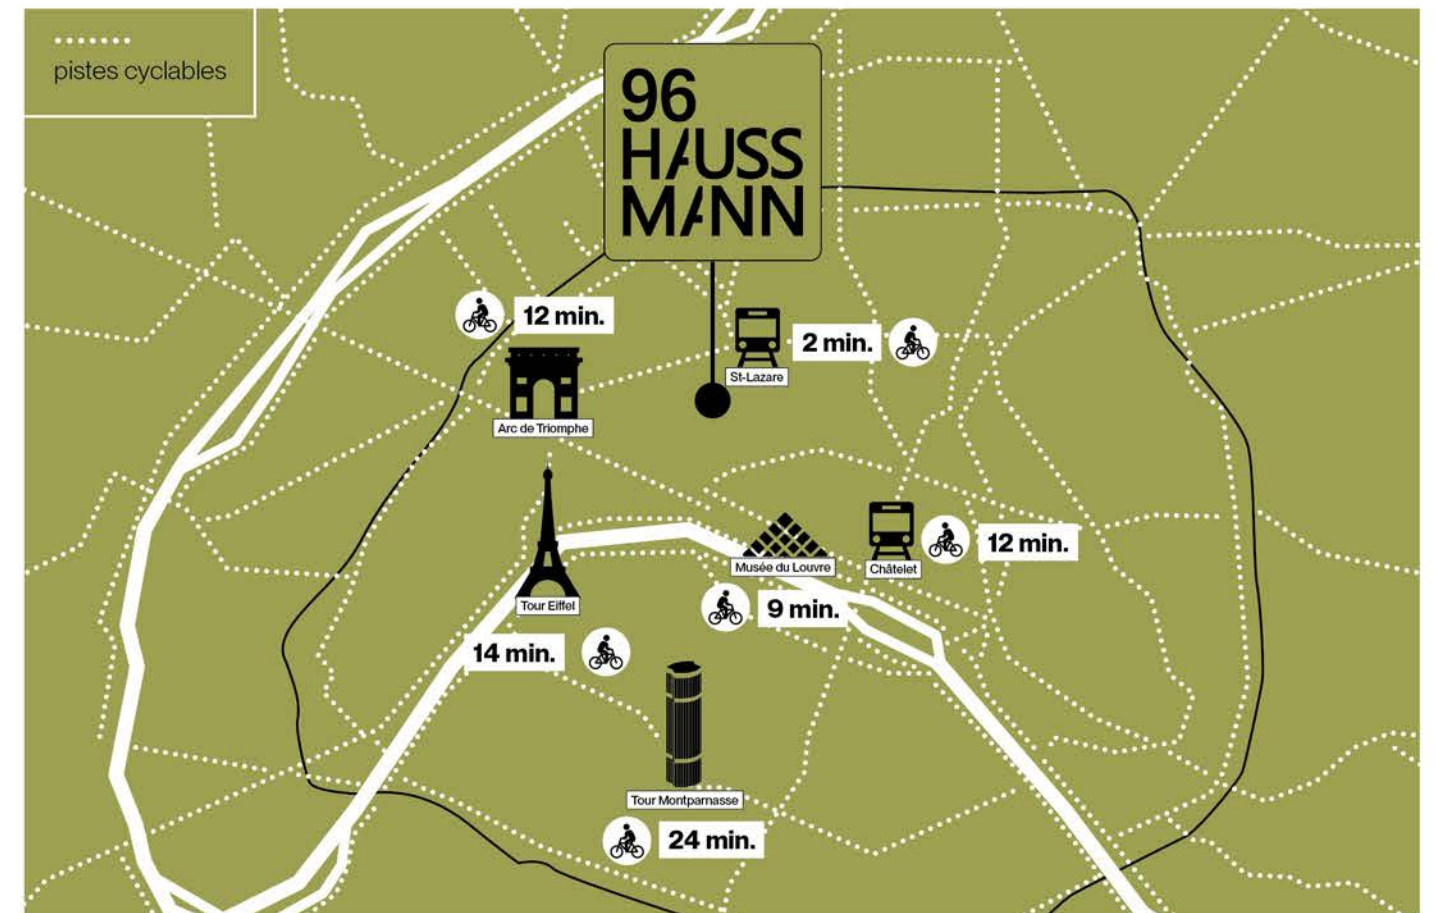 pistes cyclables
96
HAUSS
MANN
12 min.
2 min.
St-Lazare
Arc de Triomphe
12 min.
Musée du Louvre
Châtelet
Tour Eiffel
9 min.
14 min.
Tour Montparnasse
24 min.